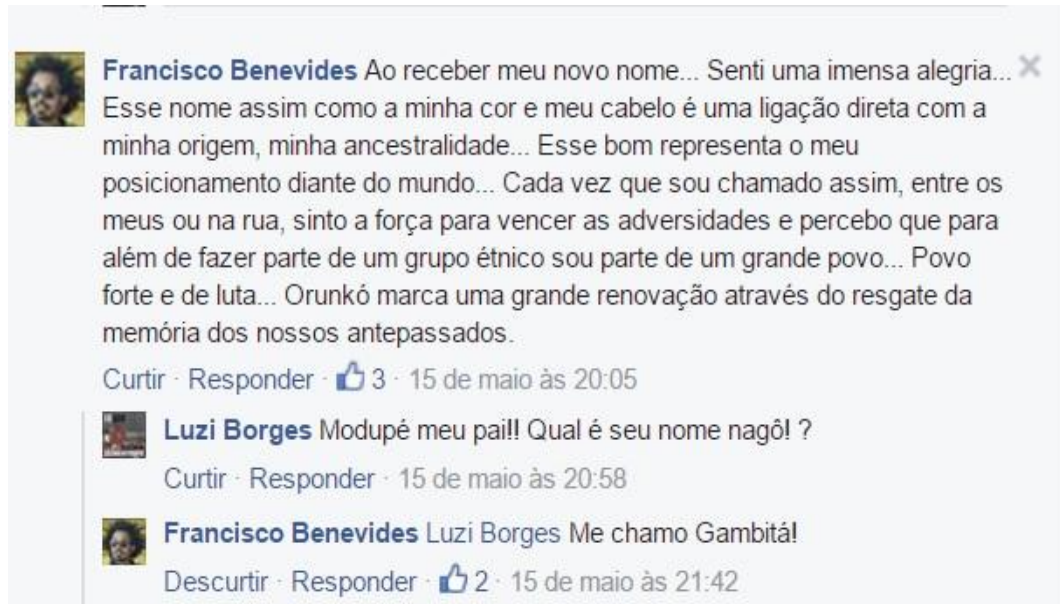 Francisco Benevides Ao receber meu novo nome... Senti uma imensa alegria...
Esse nome assim como a minha cor e meu cabelo é uma ligação direta com a
minha origem, minha ancestralidade... Esse bom representa o meu
posicionamento diante do mundo... Cada vez que sou chamado assim, entre os
meus ou na rua, sinto a força para vencer as adversidades e percebo que para
além de fazer parte de um grupo étnico sou parte de um grande povo... Povo
forte e de luta... Orunkó marca uma grande renovação através do resgate da
memória dos nossos antepassados.
Curtir · Responder · 3 · 15 de maio às 20:05
Luzi Borges Modupé meu pai!! Qual é seu nome nagô! ?
Curtir · Responder · 15 de maio às 20:58
Francisco Benevides Luzi Borges Me chamo Gambitá!
Descurtir · Responder · 2 · 15 de maio às 21:42